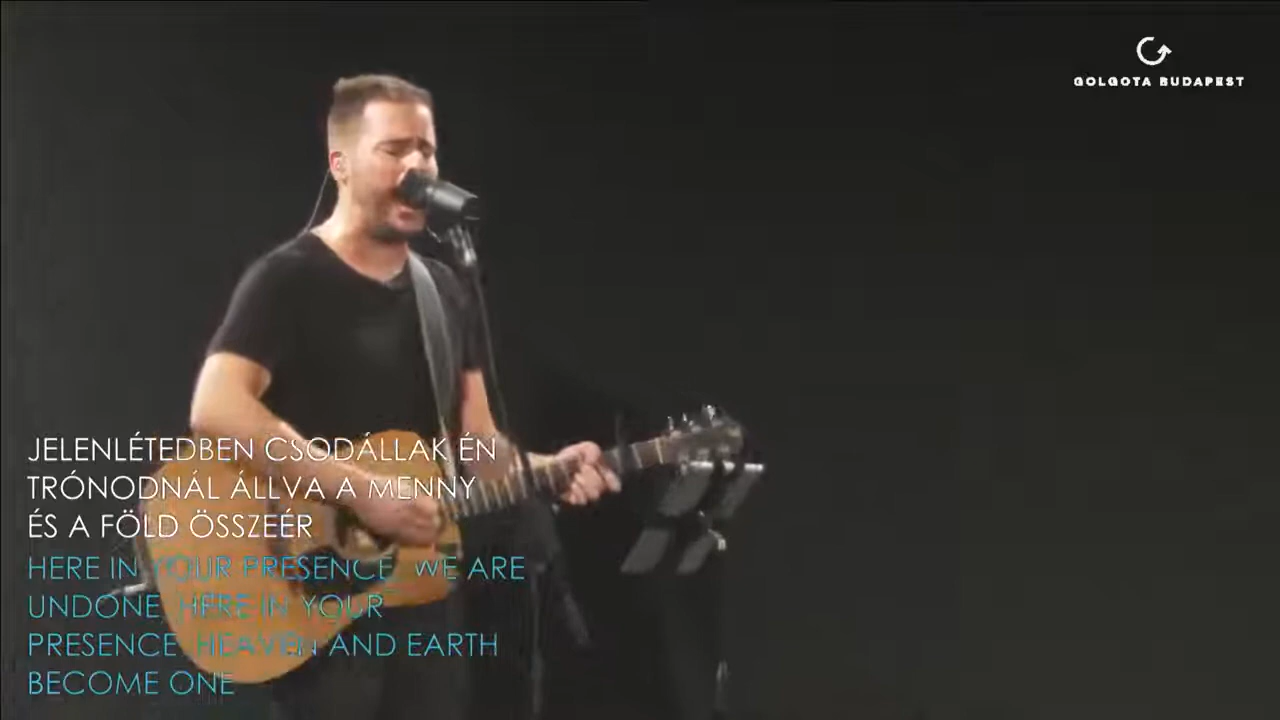 GOLGOTA BUDAPEST
JELENLÉTEDBEN CSODÁLLAK ÉN
TRÓNODNÁL ÁLLVA A MENNY
ÉS A FÖLD ÖSSZEÉR
HERE IN YOUR PRESENCE, WE ARE
UNDONE, HERE IN YOUR
PRESENCE, HEAVEN AND EARTH
BECOME ONE